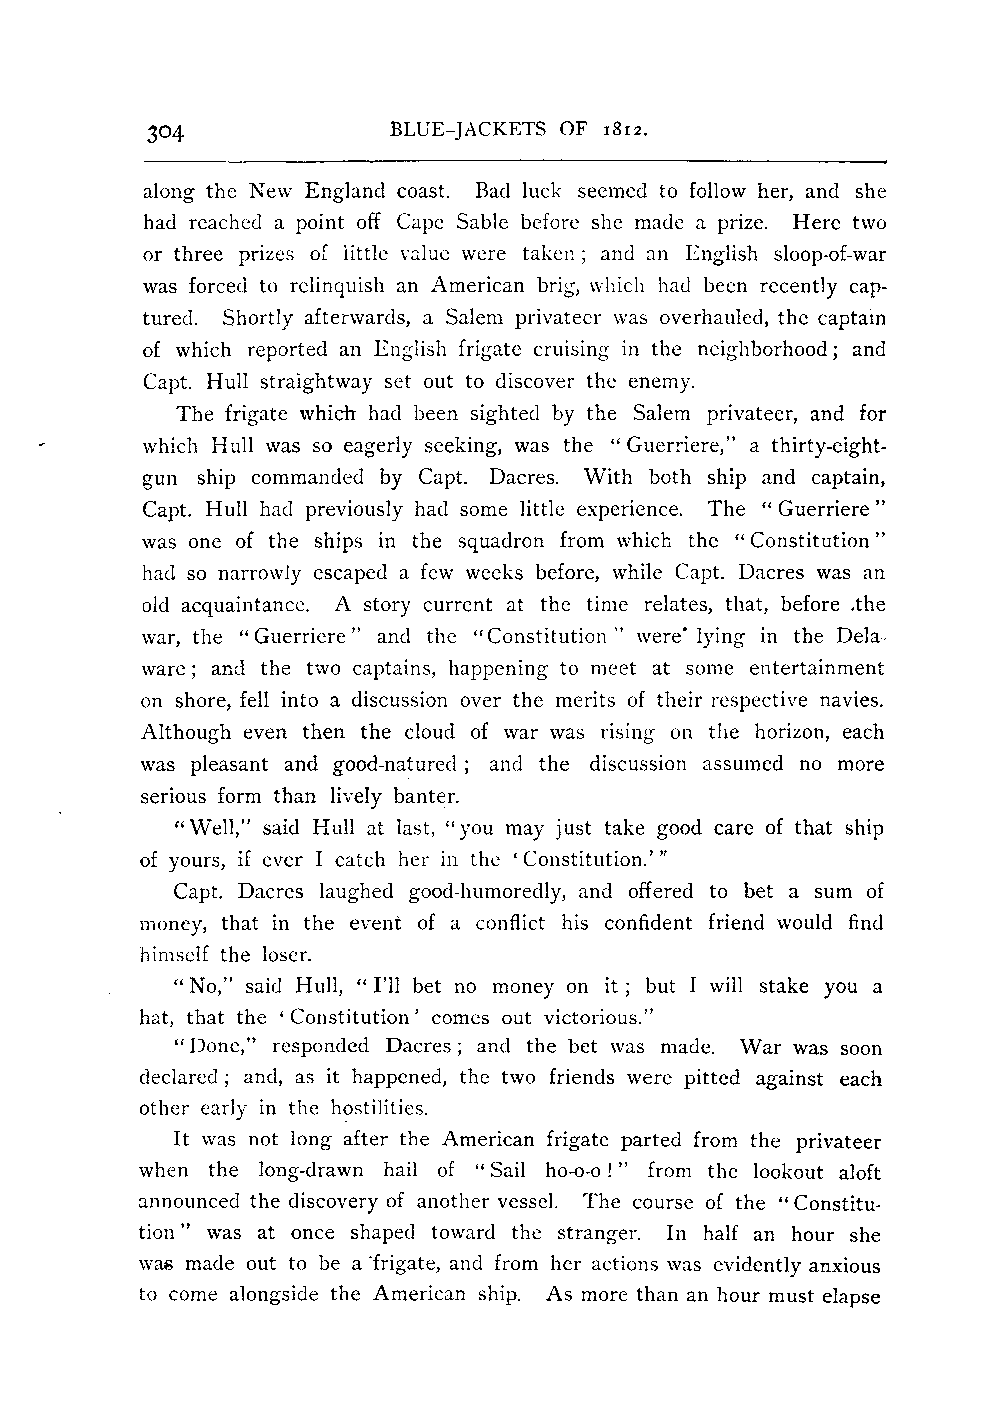 304 BLUE-JACKETS OF 1812.
along the New England coast. Bad luck seemed to follow her, and she
had reached a point off Cape Sable before she made a prize. Here two
or three prizes of little value were taken; and an English sloop-of-war
was forced to relinquish an American brig, which had been recently cap-
tured. Shortly afterwards, a Salem privateer was overhauled, the captain
of which reported an English frigate cruising in the neighborhood; and
Capt. Hull straightway set out to discover the enemy.
The frigate which had been sighted by the Salem privateer, and for
which Hull was so eagerly seeking, was the "Guerriere," a thirty-eight-
gun ship commanded by Capt. Dacres. With both ship and captain,
Capt. Hull had previously had some little experience. The "Guerriere"
was one of the ships in the squadron from which the "Constitution"
had so narrowly escaped a few weeks before, while Capt. Dacres was an
old acquaintance. A story current at the time relates, that, before the
war, the "Guerriere" and the "Constitution" were lying in the Dela-
ware; and the two captains, happening to meet at some entertainment
on shore, fell into a discussion over the merits of their respective navies.
Although even then the cloud of war was rising on the horizon, each
was pleasant and good-natured; and the discussion assumed no more
serious form than lively banter.
"Well," said Hull at last, "you may just take good care of that ship
of yours, if ever I catch her in the 'Constitution.'"
Capt. Dacres laughed good-humoredly, and offered to bet a sum of
money, that in the event of a conflict his confident friend would find
himself the loser.
"No," said Hull, "I'll bet no money on it; but I will stake you a
hat, that the 'Constitution' comes out victorious."
"Done," responded Dacres; and the bet was made. War was soon
declared; and, as it happened, the two friends were pitted against each
other early in the hostilities.
It was not long after the American frigate parted from the privateer
when the long-drawn hail of "Sail ho-o-o!" from the lookout aloft
announced the discovery of another vessel. The course of the "Constitu-
tion" was at once shaped toward the stranger. In half an hour she
was made out to be a frigate, and from her actions was evidently anxious
to come alongside the American ship. As more than an hour must elapse